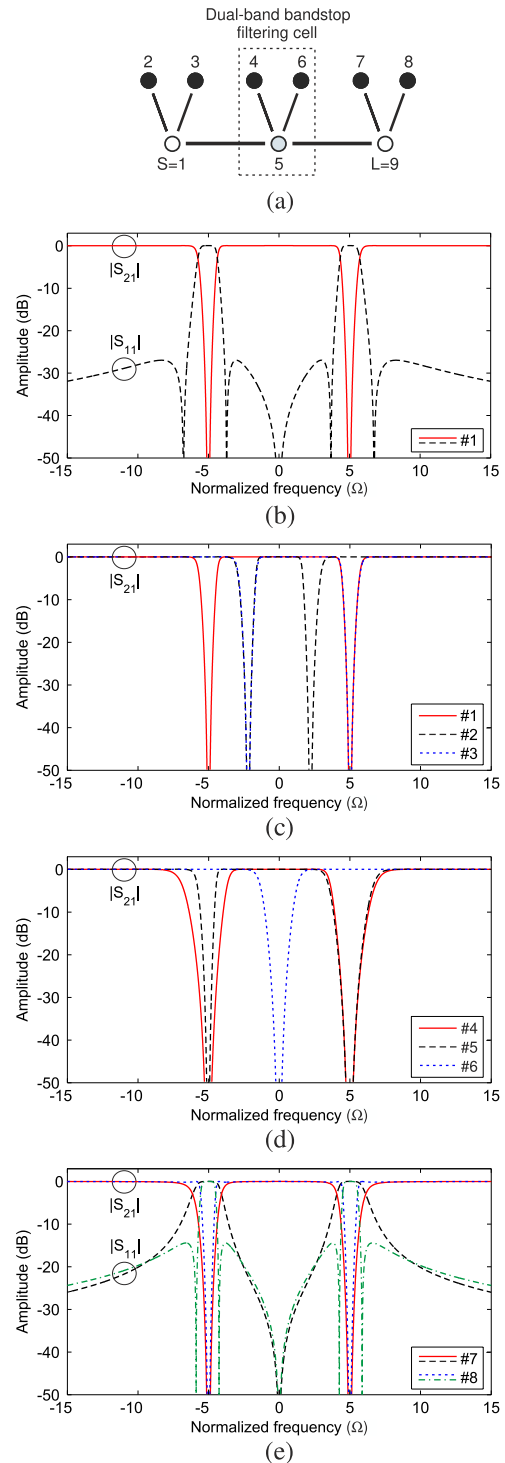 Dual-band bandstop
filtering cell
2 3 4 6 7 8
S=1 5 L=9
(a)
0
-10
-20
-30
-40
-50
Amplitude (dB)
|S21|
|S11|
#1
-15 -10 -5 0 5 10 15
Normalized frequency (Ω)
(b)
0
-10
-20
-30
-40
-50
Amplitude (dB)
|S21|
#1
#2
#3
-15 -10 -5 0 5 10 15
Normalized frequency (Ω)
(c)
0
-10
-20
-30
-40
-50
Amplitude (dB)
|S21|
#4
#5
#6
-15 -10 -5 0 5 10 15
Normalized frequency (Ω)
(d)
0
-10
-20
-30
-40
-50
Amplitude (dB)
|S21|
|S11|
#7
#8
-15 -10 -5 0 5 10 15
Normalized frequency (Ω)
(e)